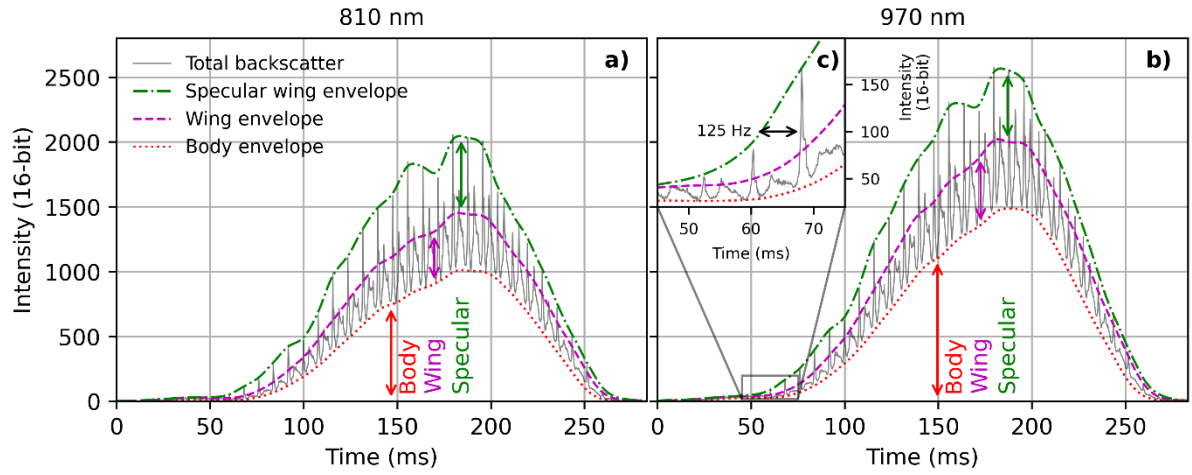 810 nm
970 nm
a)
Total backscatter
Specular wing envelope
Wing envelope
Body envelope
Intensity (16-bit)
2500
2000
1500
1000
500
0
Body
Wing
Specular
0
50
100
150
200
250
Time (ms)
c)
125 Hz
150
100
50
Intensity
(16-bit)
50
60
70
Time (ms)
b)
Body
Wing
Specular
0
50
100
150
200
250
Time (ms)